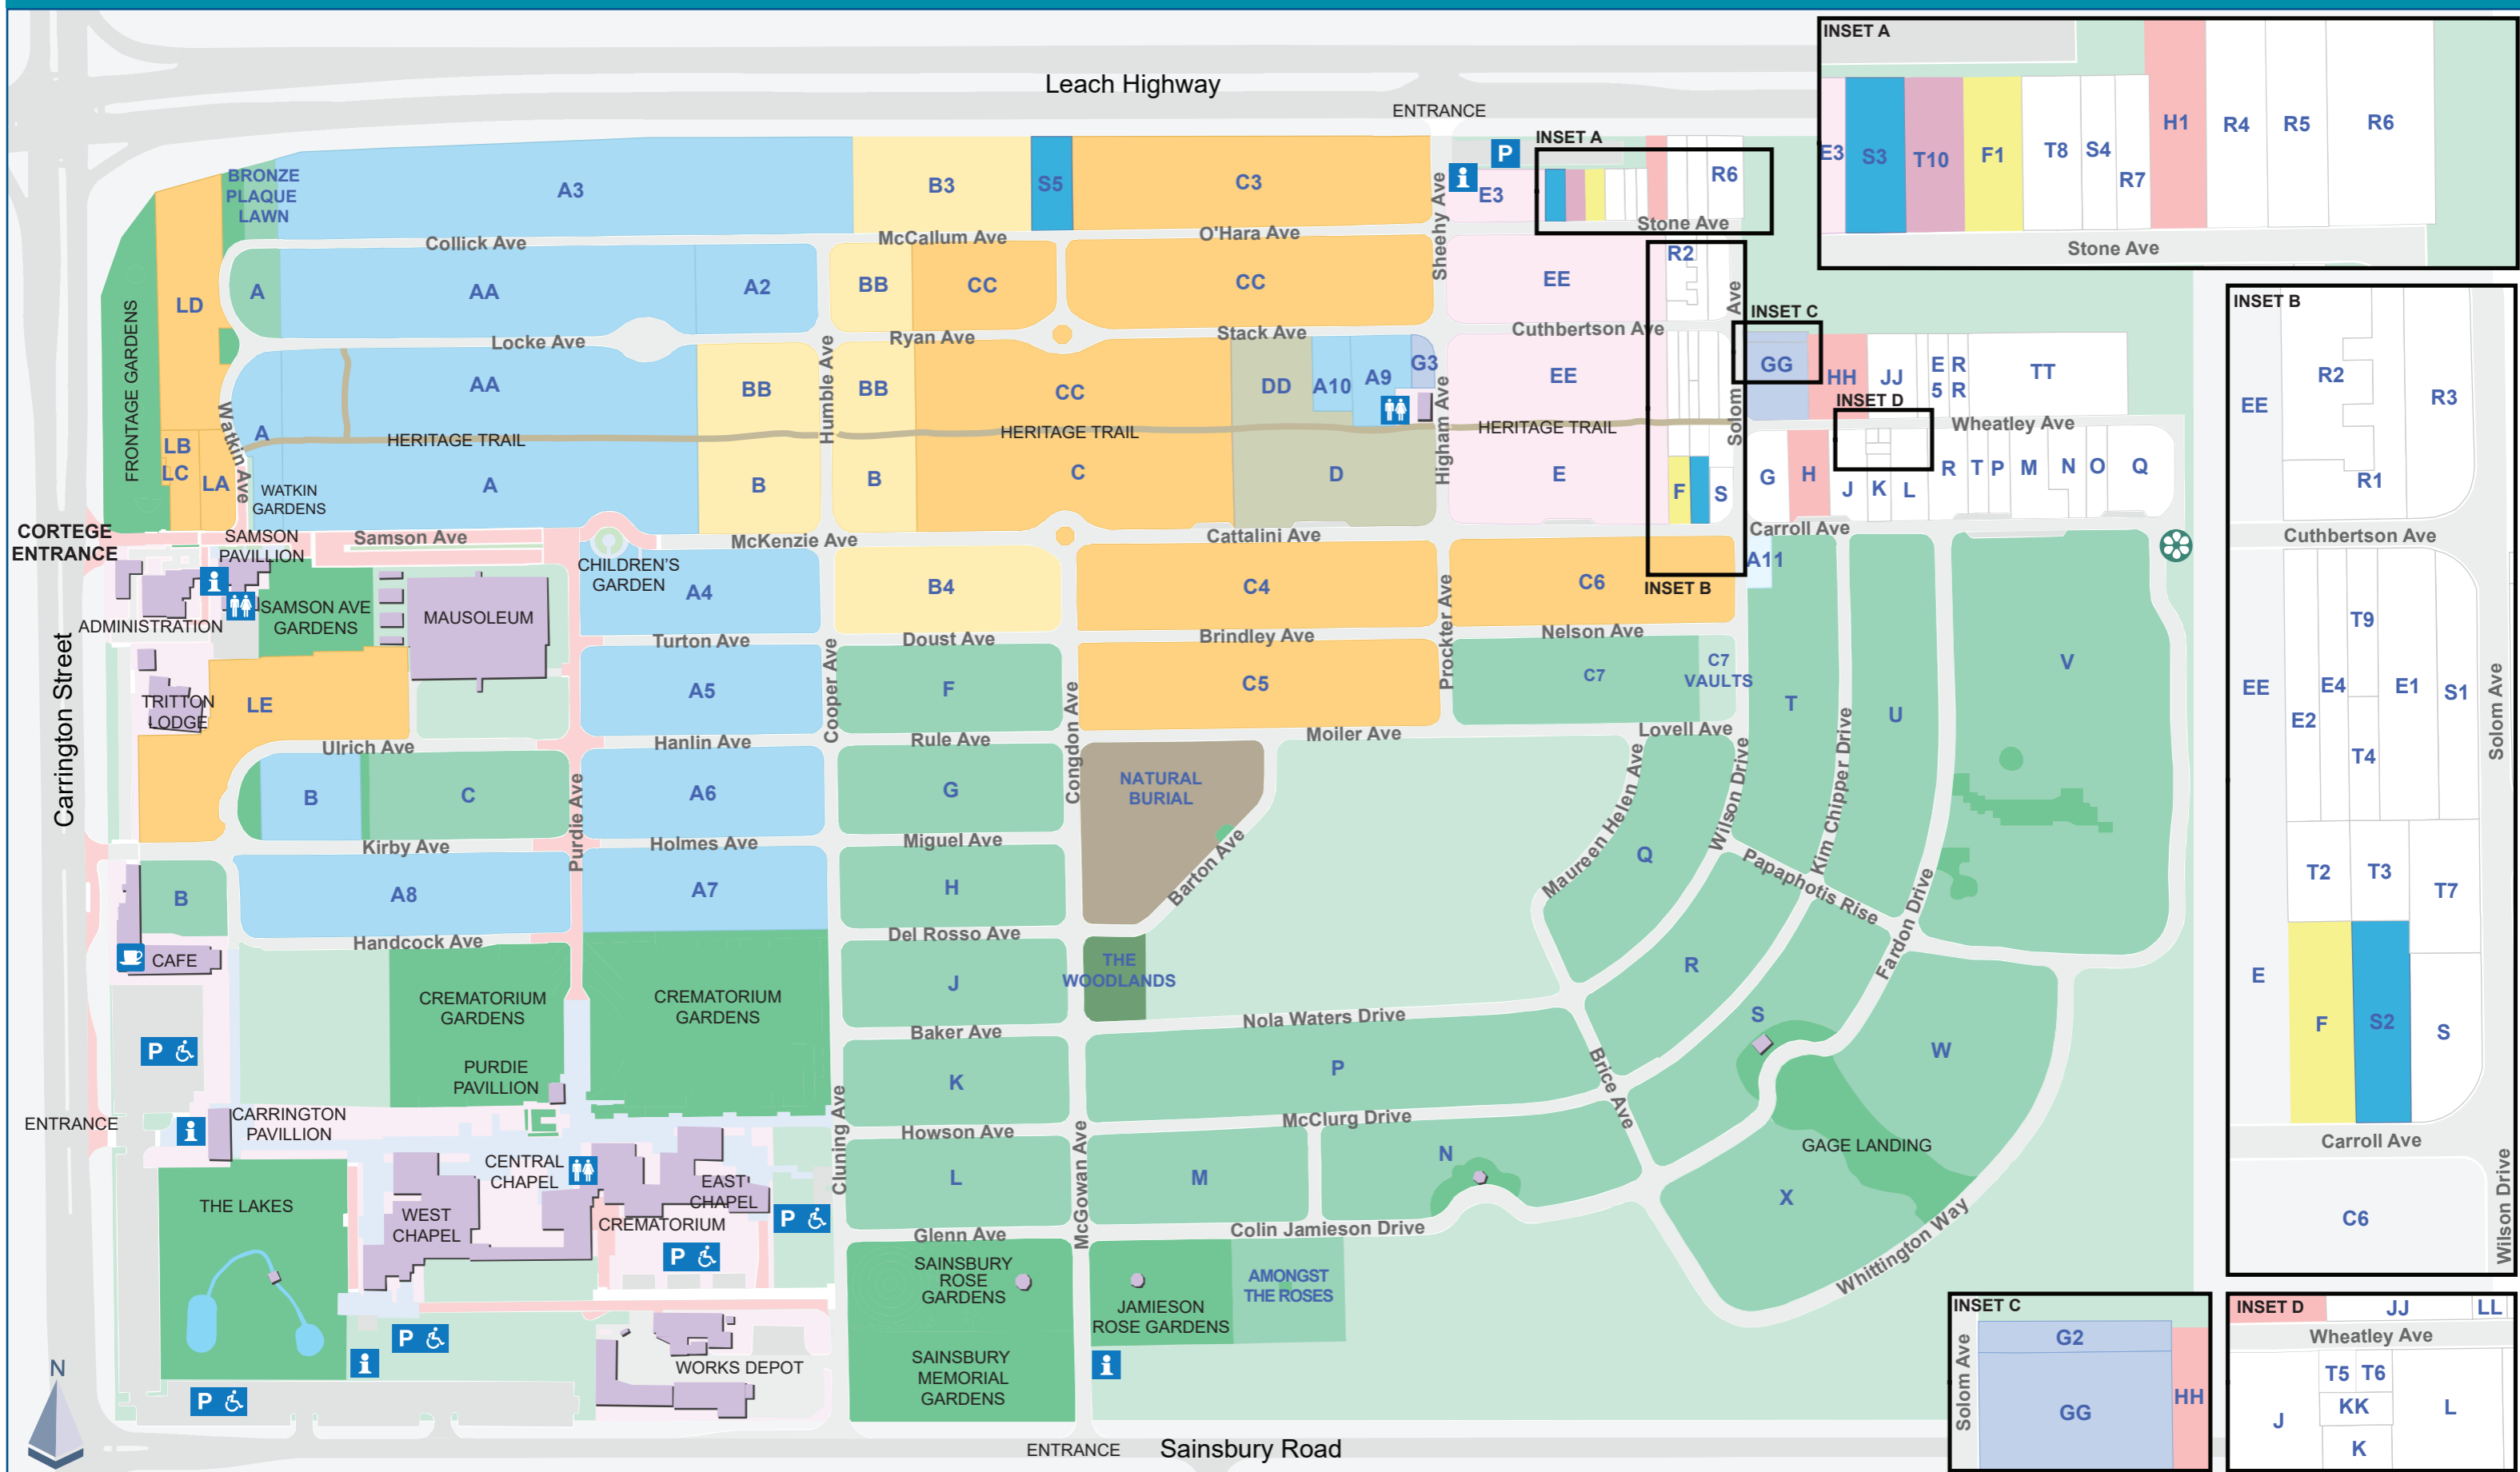 Leach Highway
ENTRANCE
INSET A
E3
S3
T10
F1
T8
S4
R7
H1
R4
R5
R6
Stone Ave
BRONZE
PLAQUE
LAWN
A3
B3
S5
C3
P
E3
INSET A
R6
Stone Ave
Collick Ave
McCallum Ave
O'Hara Ave
Sheehy Ave
FRONTAGE GARDENS
LD
A
AA
A2
BB
CC
CC
EE
R2
Solom Ave
Locke Ave
Ryan Ave
Stack Ave
Cuthbertson Ave
INSET C
Watkin Ave
AA
BB
Humble Ave
BB
CC
DD
A10
A9
G3
Higham Ave
EE
GG
HH
JJ
E
5
R
R
TT
INSET D
Wheatley Ave
A
HERITAGE TRAIL
HERITAGE TRAIL
HERITAGE TRAIL
LB
LC
LA
WATKIN
GARDENS
A
B
B
C
D
E
F
S
G
H
J
K
L
R
T
P
M
N
O
Q
CORTEGE
ENTRANCE
SAMSON
PAVILLION
Samson Ave
McKenzie Ave
Cattalini Ave
Carroll Ave
A11
CHILDREN'S
GARDEN
A4
B4
C4
C6
INSET B
ADMINISTRATION
SAMSON AVE
GARDENS
MAUSOLEUM
Turton Ave
Doust Ave
Brindley Ave
Prockter Ave
Nelson Ave
Carrington Street
TRITTON
LODGE
LE
A5
Cooper Ave
F
Congdon Ave
C5
C7
C7
VAULTS
T
U
V
Ulrich Ave
Hanlin Ave
Rule Ave
Moiler Ave
Lovell Ave
B
C
Purdie Ave
A6
G
NATURAL
BURIAL
Maureen Helen Ave
Wilson Drive
Kim Chipper Drive
Kirby Ave
Holmes Ave
Miguel Ave
Barton Ave
Q
Papaphotis Rise
Fardon Drive
B
A8
A7
H
Handcock Ave
Del Rosso Ave
CAFE
CREMATORIUM
GARDENS
CREMATORIUM
GARDENS
J
THE
WOODLANDS
R
S
W
Baker Ave
Nola Waters Drive
P
PURDIE
PAVILLION
K
P
Brice Ave
ENTRANCE
CARRINGTON
PAVILLION
Cluning Ave
Howson Ave
McClurg Drive
GAGE LANDING
THE LAKES
WEST
CHAPEL
CENTRAL
CHAPEL
EAST
CHAPEL
CREMATORIUM
P
P
L
McGowan Ave
M
N
X
Glenn Ave
Colin Jamieson Drive
Whittington Way
SAINSBURY
ROSE
GARDENS
JAMIESON
ROSE GARDENS
AMONGST
THE ROSES
P
WORKS DEPOT
SAINSBURY
MEMORIAL
GARDENS
N
P
ENTRANCE
Sainsbury Road
INSET B
EE
R2
R3
R1
Cuthbertson Ave
EE
E2
E4
T9
T4
E1
S1
Solom Ave
T2
T3
T7
E
F
S2
S
Carroll Ave
C6
Wilson Drive
INSET C
Solom Ave
G2
GG
HH
INSET D
JJ
LL
Wheatley Ave
J
T5
T6
KK
K
L